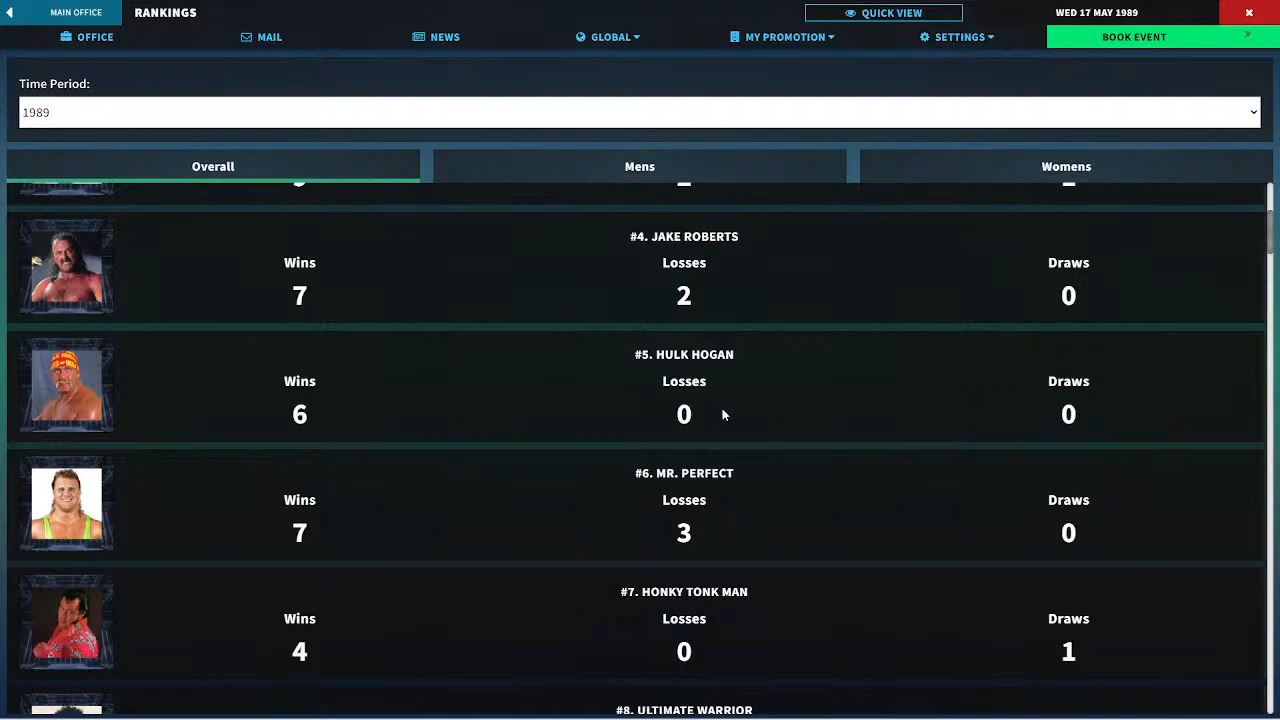 MAIN OFFICE
RANKINGS
QUICK VIEW
WED 17 MAY 1989
OFFICE
MAIL
NEWS
GLOBAL
MY PROMOTION
SETTINGS
BOOK EVENT
Time Period:
1989
Overall
Mens
Womens
#4. JAKE ROBERTS
Wins
Losses
Draws
7
2
0
#5. HULK HOGAN
Wins
Losses
Draws
6
0
0
#6. MR. PERFECT
Wins
Losses
Draws
7
3
0
#7. HONKY TONK MAN
Wins
Losses
Draws
4
0
1
#8. ULTIMATE WARRIOR